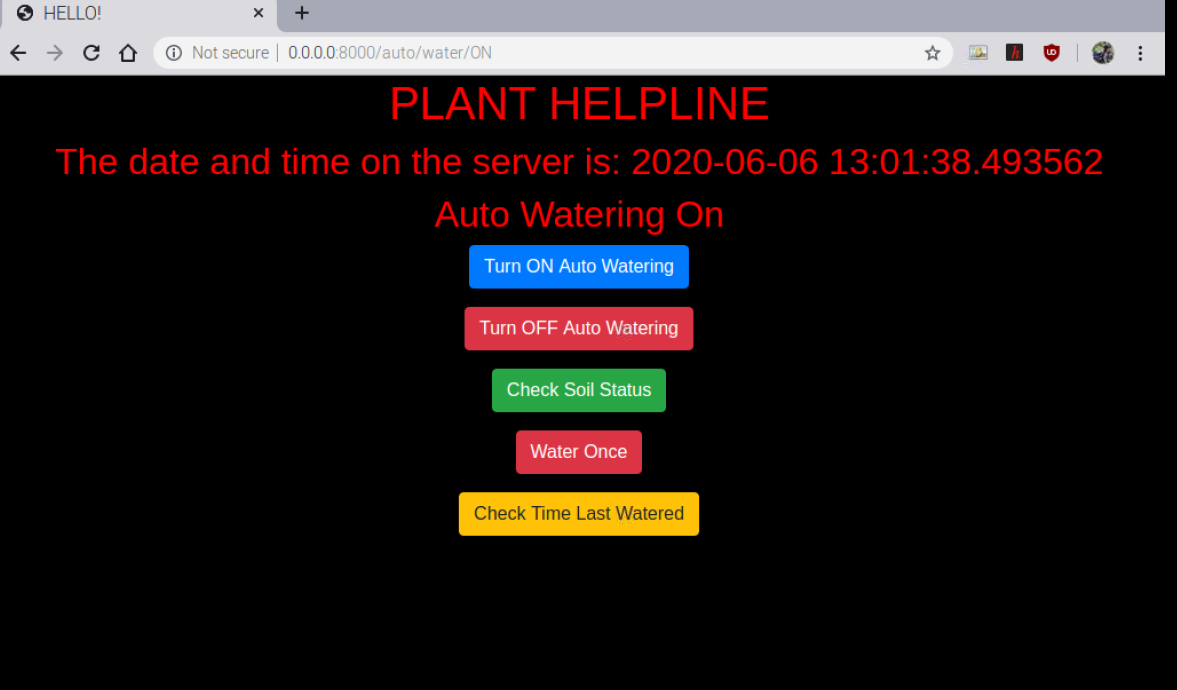 HELLO!
Not secure | 0.0.0.0:8000/auto/water/ON
PLANT HELPLINE
The date and time on the server is: 2020-06-06 13:01:38.493562
Auto Watering On
Turn ON Auto Watering
Turn OFF Auto Watering
Check Soil Status
Water Once
Check Time Last Watered